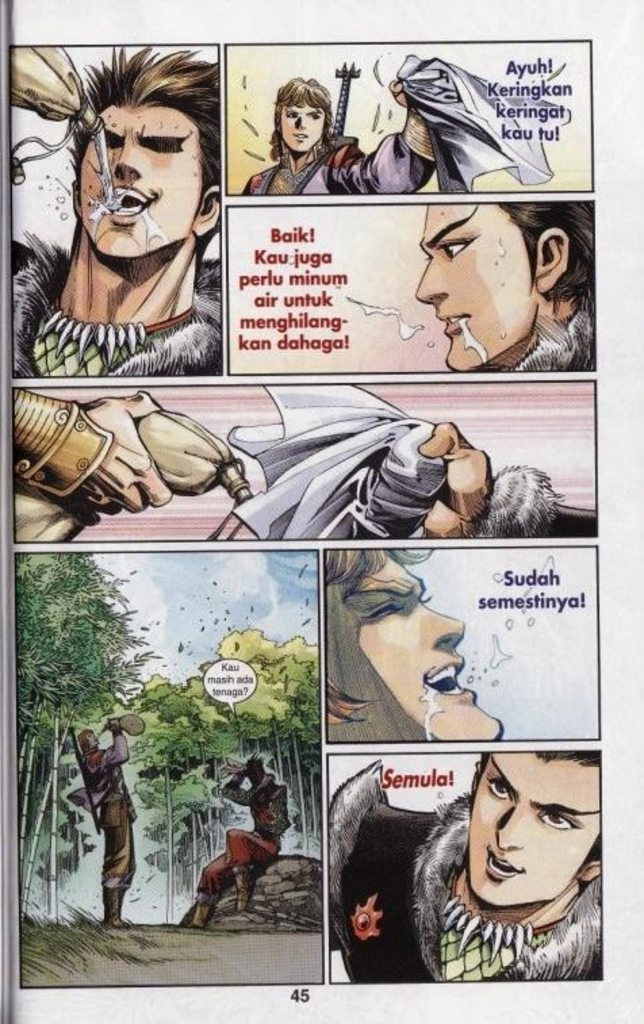 Ayuh!
Keringkan
keringat
kau tu!
Baik!
Kau juga
perlu minum
air untuk
menghilang-
kan dahaga!
Kau
masih ada
tenaga?
Sudah
semestinya!
Semula!
45